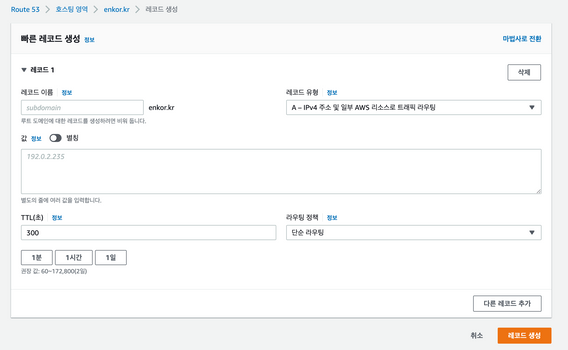 Route 53 > 호스팅 영역 > enkor.kr > 레코드 생성
빠른 레코드 생성 정보
마법사로 전환
▼ 레코드 1
삭제
레코드 이름 | 정보
subdomain
enkor.kr
루트 도메인에 대한 레코드를 생성하려면 비워 둡니다.
레코드 유형 | 정보
A – IPv4 주소 및 일부 AWS 리소스로 트래픽 라우팅
값 정보 별칭
192.0.2.235
별도의 줄에 여러 값을 입력합니다.
TTL(초) | 정보
300
1분
1시간
1일
권장 값: 60~172,800(2일)
라우팅 정책 | 정보
단순 라우팅
다른 레코드 추가
취소
레코드 생성